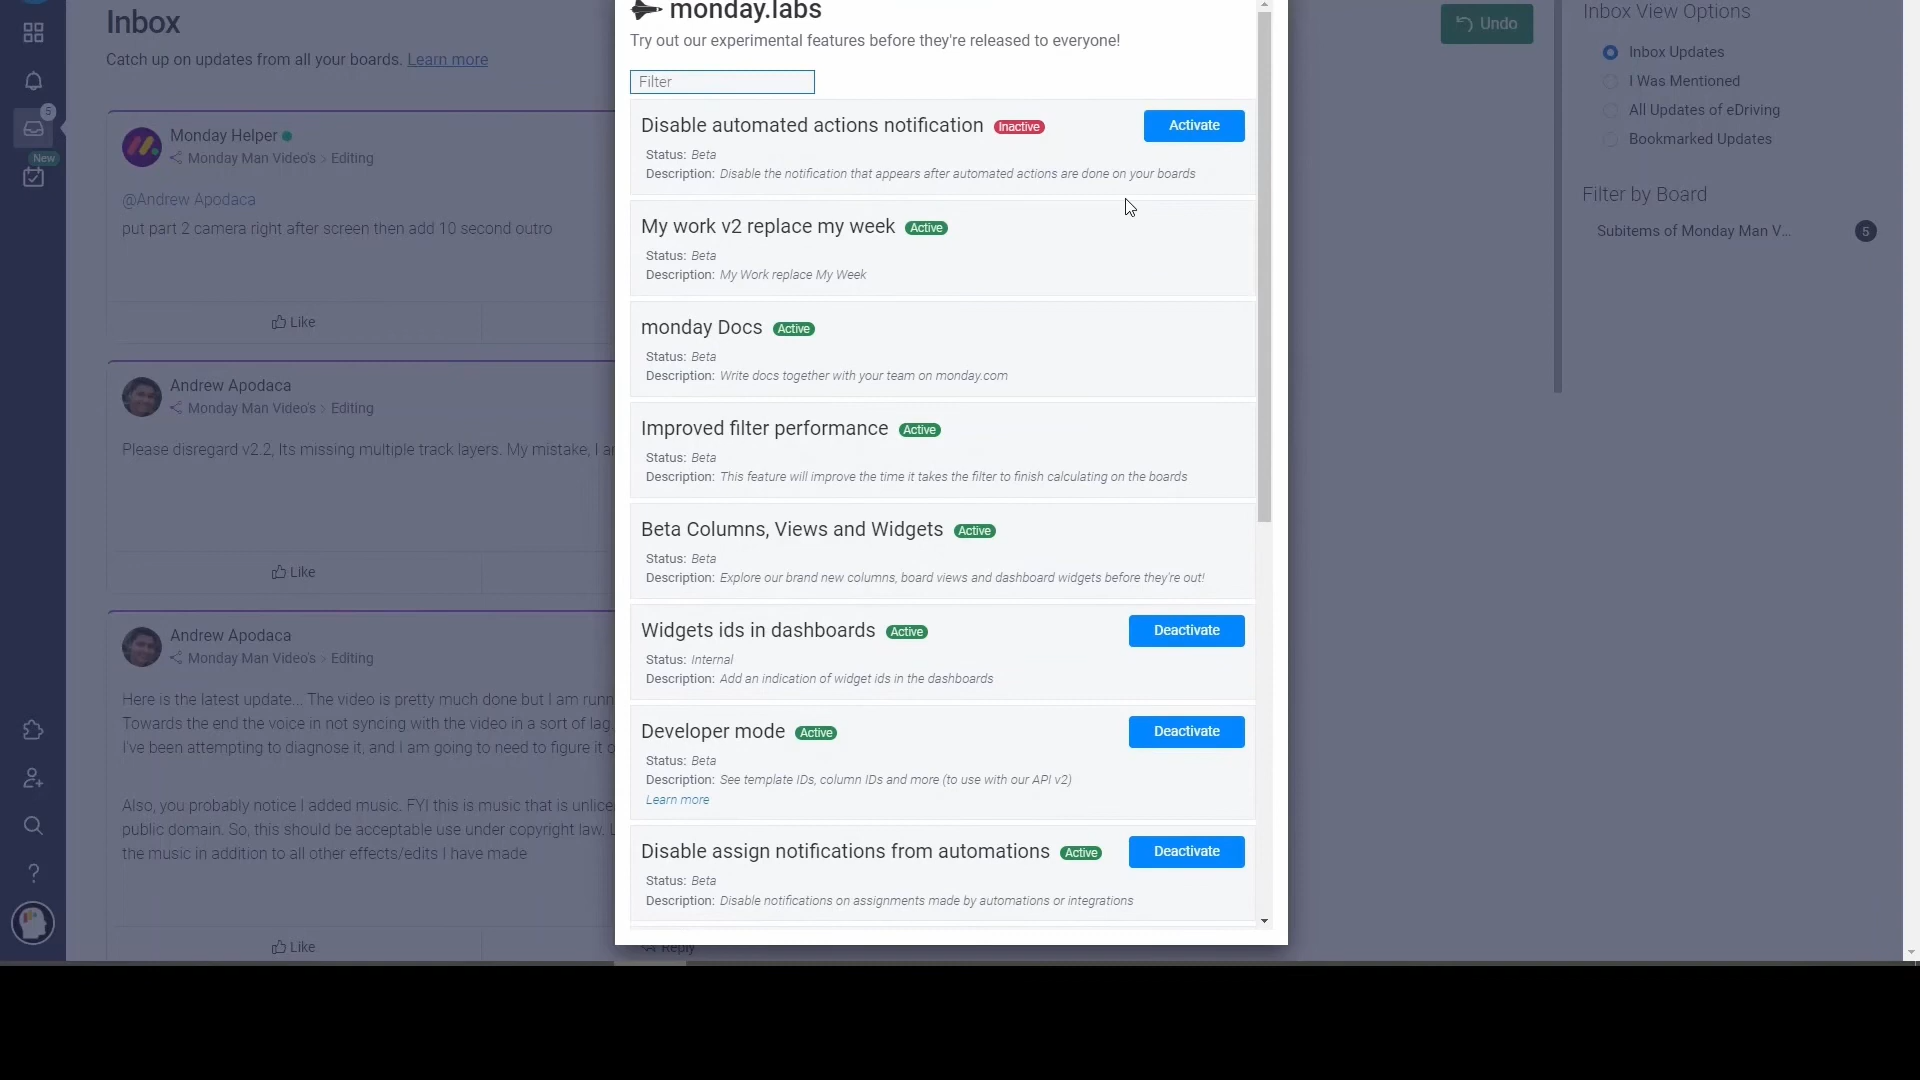 Inbox
Catch up on updates from all your boards. Learn more
5
New
Monday Helper
Monday Man Video's > Editing
@Andrew Apodaca
put part 2 camera right after screen then add 10 second outro
Like
Andrew Apodaca
Monday Man Video's > Editing
Please disregard v2.2, Its missing multiple track layers. My mistake, I
Like
Andrew Apodaca
Monday Man Video's > Editing
Here is the latest update... The video is pretty much done but I am
Towards the end the voice in not syncing with the video in a sort of lag.
I've been attempting to diagnose it, and I am going to need to figure it
Also, you probably notice I added music. FYI this is music that is
public domain. So, this should be acceptable use under copyright law.
the music in addition to all other effects/edits I have made
Like
Reply
monday.labs
Try out our experimental features before they're released to everyone!
Filter
Disable automated actions notification Inactive
Activate
Status: Beta
Description: Disable the notification that appears after automated actions are done on your boards
My work v2 replace my week Active
Status: Beta
Description: My Work replace My Week
monday Docs Active
Status: Beta
Description: Write docs together with your team on monday.com
Improved filter performance Active
Status: Beta
Description: This feature will improve the time it takes the filter to finish calculating on the boards
Beta Columns, Views and Widgets Active
Status: Beta
Description: Explore our brand new columns, board views and dashboard widgets before they're out!
Widgets ids in dashboards Active
Deactivate
Status: Internal
Description: Add an indication of widget ids in the dashboards
Developer mode Active
Deactivate
Status: Beta
Description: See template IDs, column IDs and more (to use with our API v2)
Learn more
Disable assign notifications from automations Active
Deactivate
Status: Beta
Description: Disable notifications on assignments made by automations or integrations
Undo
Inbox View Options
Inbox Updates
I Was Mentioned
All Updates of eDriving
Bookmarked Updates
Filter by Board
Subitems of Monday Man V...
5